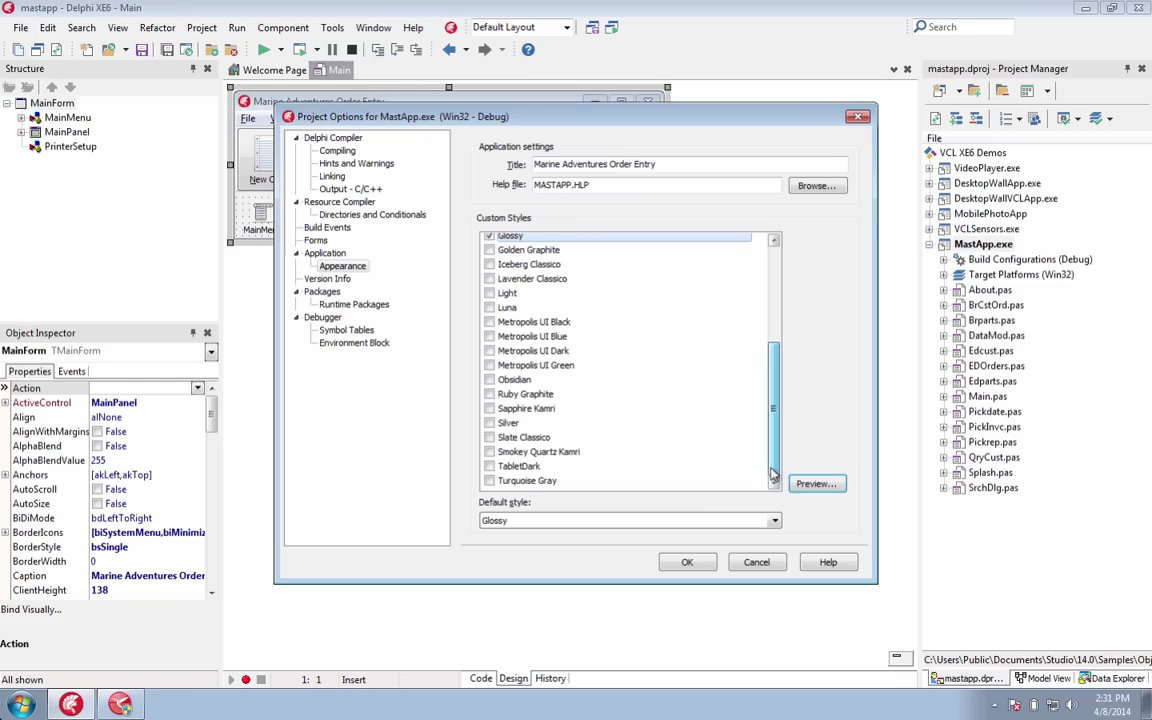 mastapp - Delphi XE6 - Main
File Edit Search View Refactor Project Run Component Tools Window Help Default Layout Search
Structure
MainForm
MainMenu
MainPanel
PrinterSetup
Object Inspector
MainForm TMainForm
Properties Events
Action
ActiveControl MainPanel
Align alNone
AlignWithMargins False
AlphaBlend False
AlphaBlendValue 255
Anchors [akLeft,akTop]
AutoScroll False
AutoSize False
BiDiMode bdLeftToRight
BorderIcons [biSystemMenu,biMinimiz
BorderStyle bsSingle
BorderWidth 0
Caption Marine Adventures Order
ClientHeight 138
Bind Visually...
Action
All shown
Welcome Page Main
Marine Adventures Order Entry
File
New O
MainMer
Project Options for MastApp.exe (Win32 - Debug)
Delphi Compiler
Compiling
Hints and Warnings
Linking
Output - C/C++
Resource Compiler
Directories and Conditionals
Build Events
Forms
Application
Appearance
Version Info
Packages
Runtime Packages
Debugger
Symbol Tables
Environment Block
Application settings
Title: Marine Adventures Order Entry
Help file: MASTAPP.HLP Browse...
Custom Styles
Glossy
Golden Graphite
Iceberg Classico
Lavender Classico
Light
Luna
Metropolis UI Black
Metropolis UI Blue
Metropolis UI Dark
Metropolis UI Green
Obsidian
Ruby Graphite
Sapphire Kamri
Silver
Slate Classico
Smokey Quartz Kamri
TabletDark
Turquoise Gray
Preview...
Default style:
Glossy
OK Cancel Help
1: 1 Insert Code Design History
mastapp.dproj - Project Manager
File
VCL XE6 Demos
VideoPlayer.exe
DesktopWallApp.exe
DesktopWallVCLApp.exe
MobilePhotoApp
VCLSensors.exe
MastApp.exe
Build Configurations (Debug)
Target Platforms (Win32)
About.pas
BrCstOrd.pas
Brparts.pas
DataMod.pas
Edcust.pas
EDOrders.pas
Edparts.pas
Main.pas
Pickdate.pas
PickInvc.pas
Pickrep.pas
QryCust.pas
Splash.pas
SrchDlg.pas
C:\Users\Public\Documents\Studio\14.0\Samples\Obj
mastapp.dpr... Model View Data Explorer
2:31 PM
4/8/2014